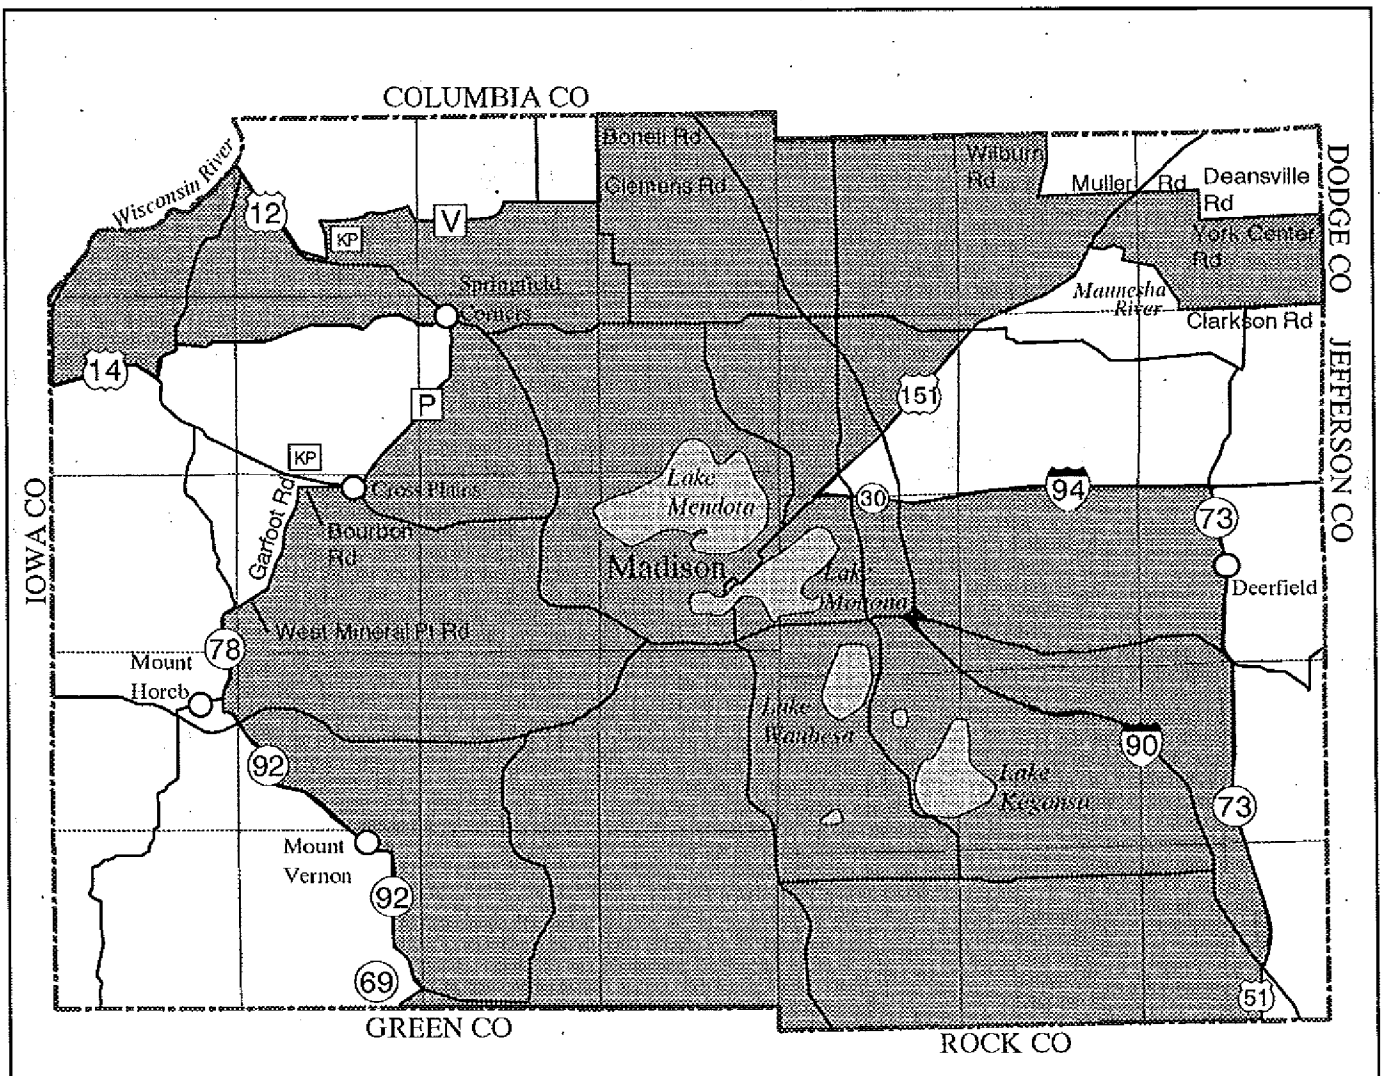 COLUMBIA CO
Bonell Rd
Wilburn
Rd
Muller Rd
Deansville
Rd
DODGE CO
Wisconsin River
Clemens Rd
12
V
KP
York Center
Rd
Springfield
Corners
Maunesha
River
Clarkson Rd
14
P
151
JEFFERSON CO
KP
Lake
Mendota
Cross Plains
30
94
73
IOWA CO
Garfoot Rd
Bourbon
Rd
Madison
Lake
Monona
Deerfield
West Mineral Pt Rd
78
Mount
Horeb
Lake
Waubesa
92
90
Lake
Kegonsa
73
Mount
Vernon
92
69
51
GREEN CO
ROCK CO